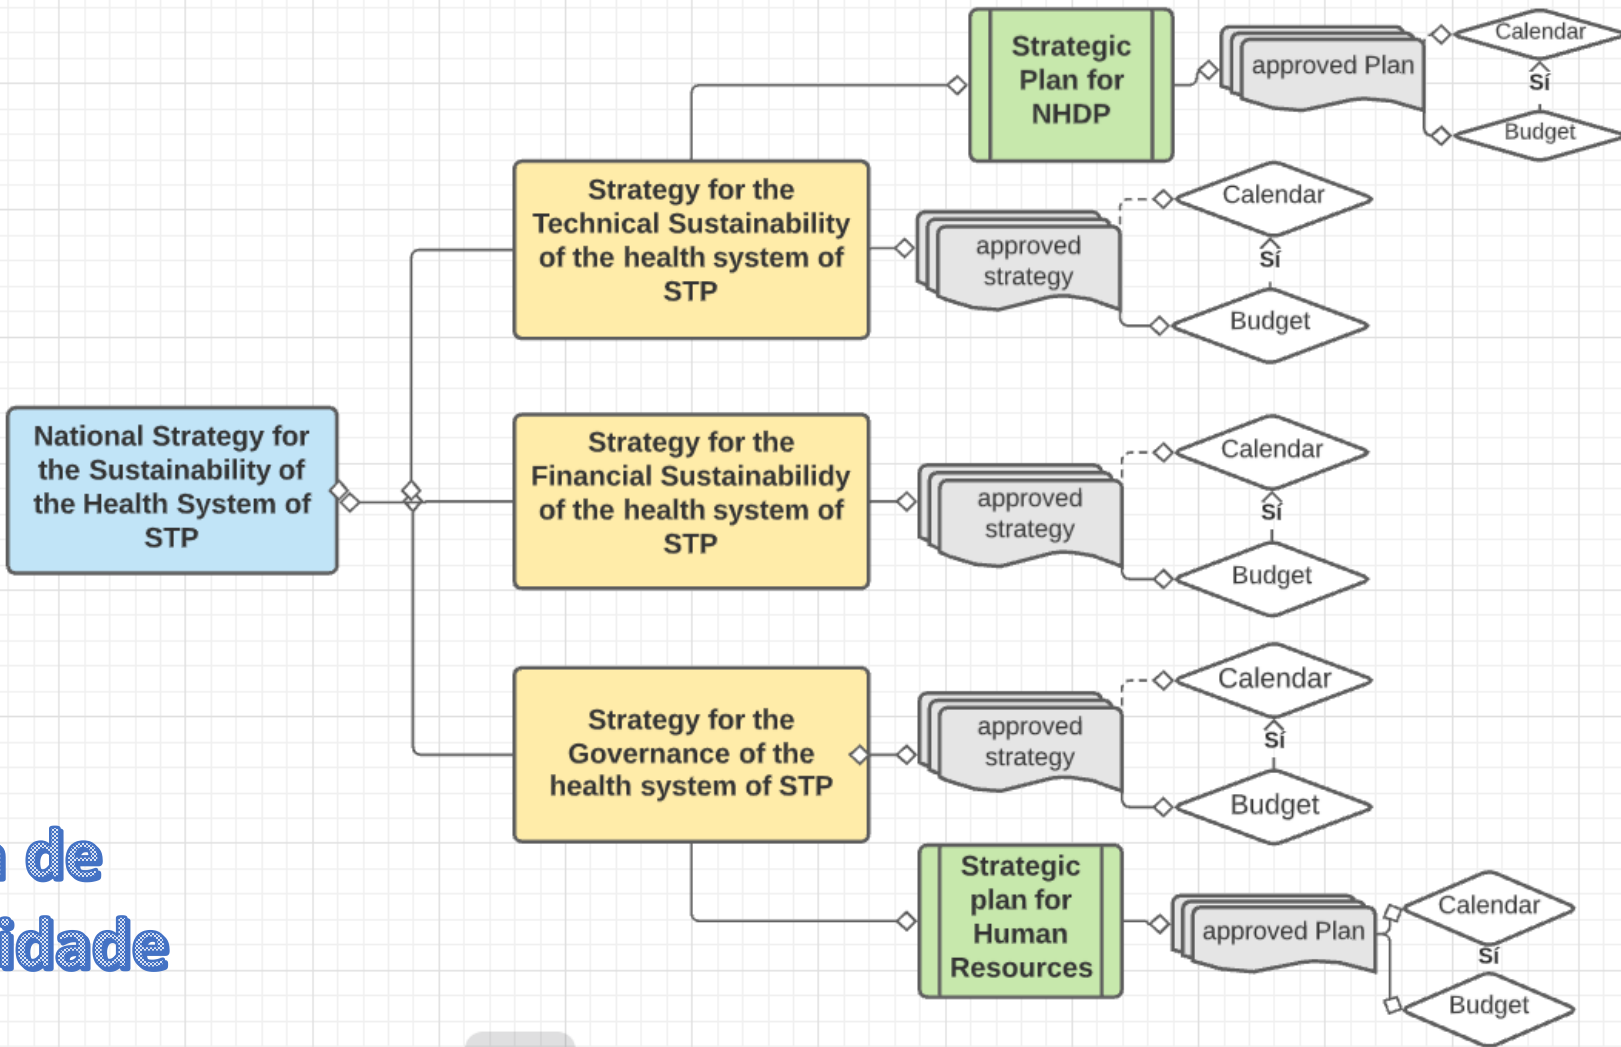 Strategic
Plan for
NHDP
approved Plan
Calendar
Sí
Budget
Strategy for the
Technical Sustainability
of the health system of
STP
approved
strategy
Calendar
Sí
Budget
National Strategy for
the Sustainability of
the Health System of
STP
Strategy for the
Financial Sustainabilidy
of the health system of
STP
approved
strategy
Calendar
Sí
Budget
Strategy for the
Governance of the
health system of STP
approved
strategy
Calendar
Sí
Budget
Strategic
plan for
Human
Resources
approved Plan
Calendar
Sí
Budget
de
idade